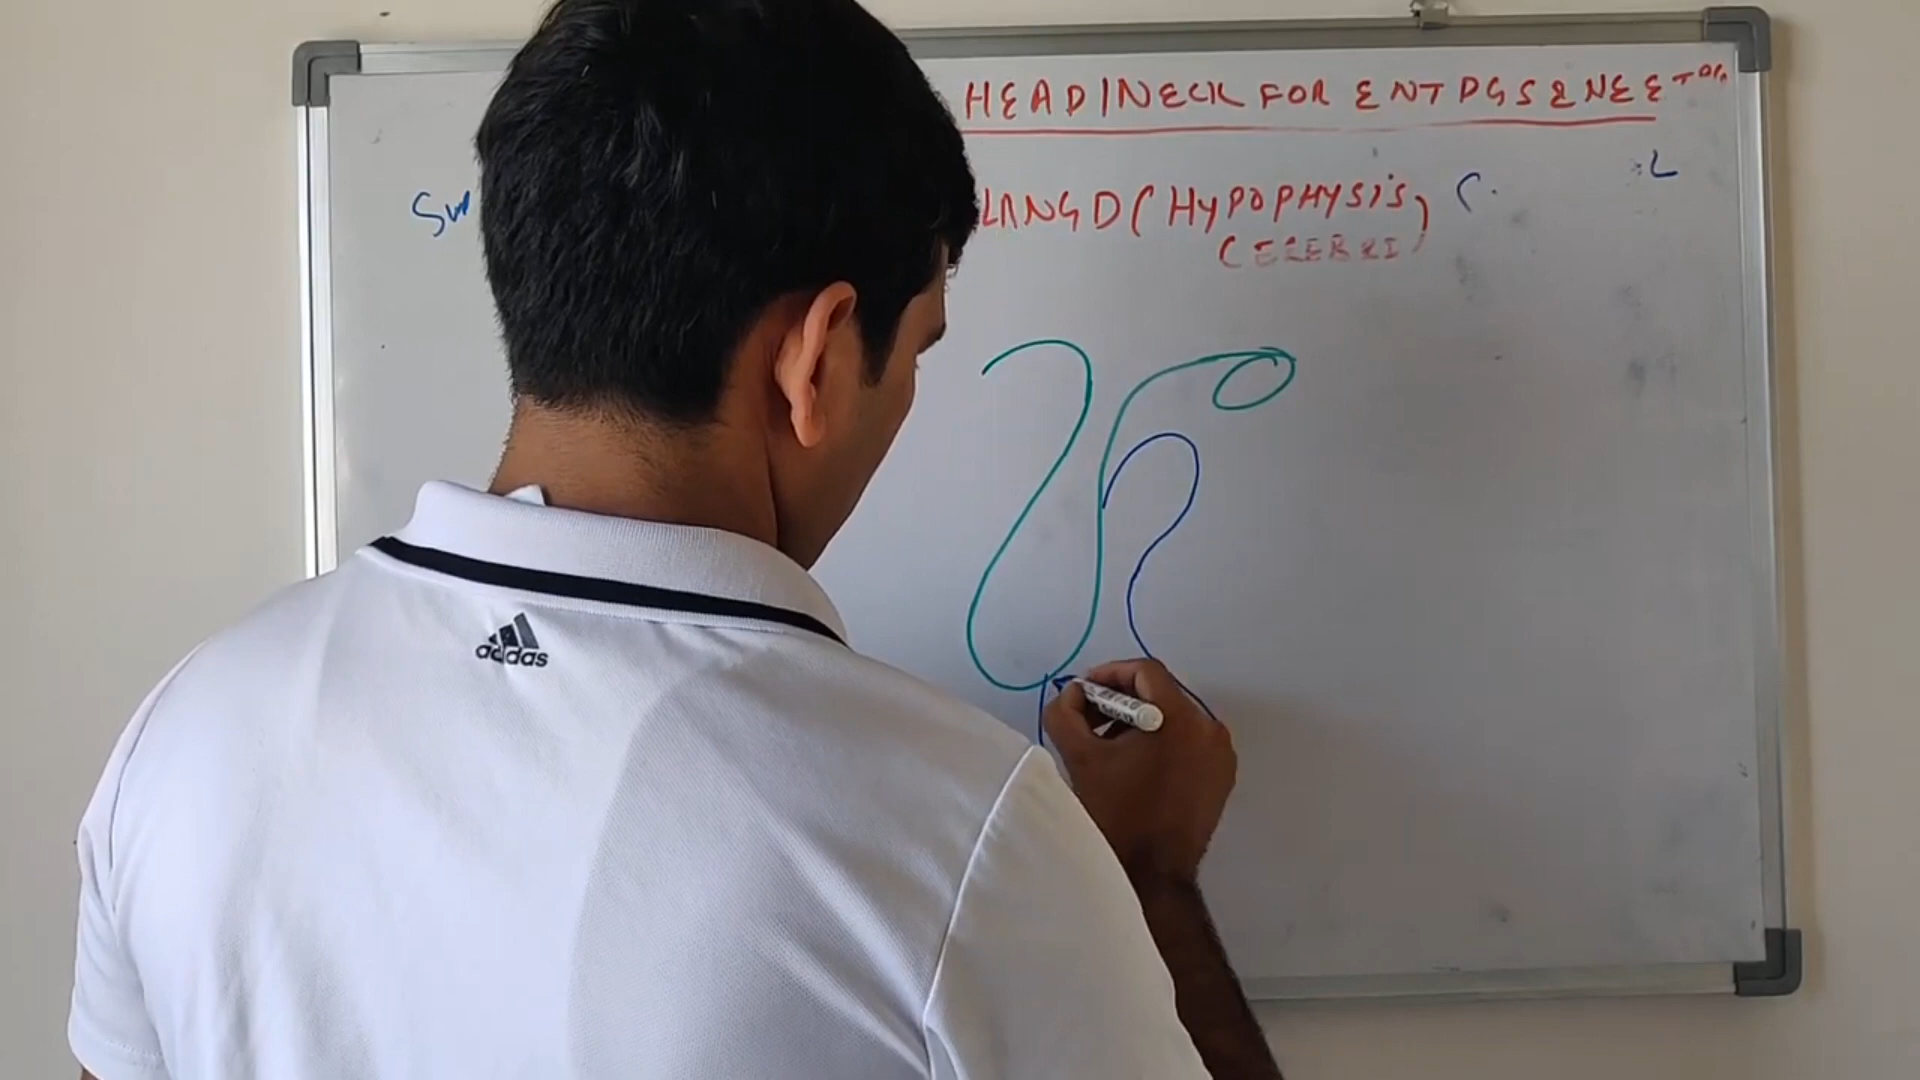 HEAD/NECK FOR ENT PGS & NEET
LANGD (HYPOPHYSIS)
CEREBRI
adidas